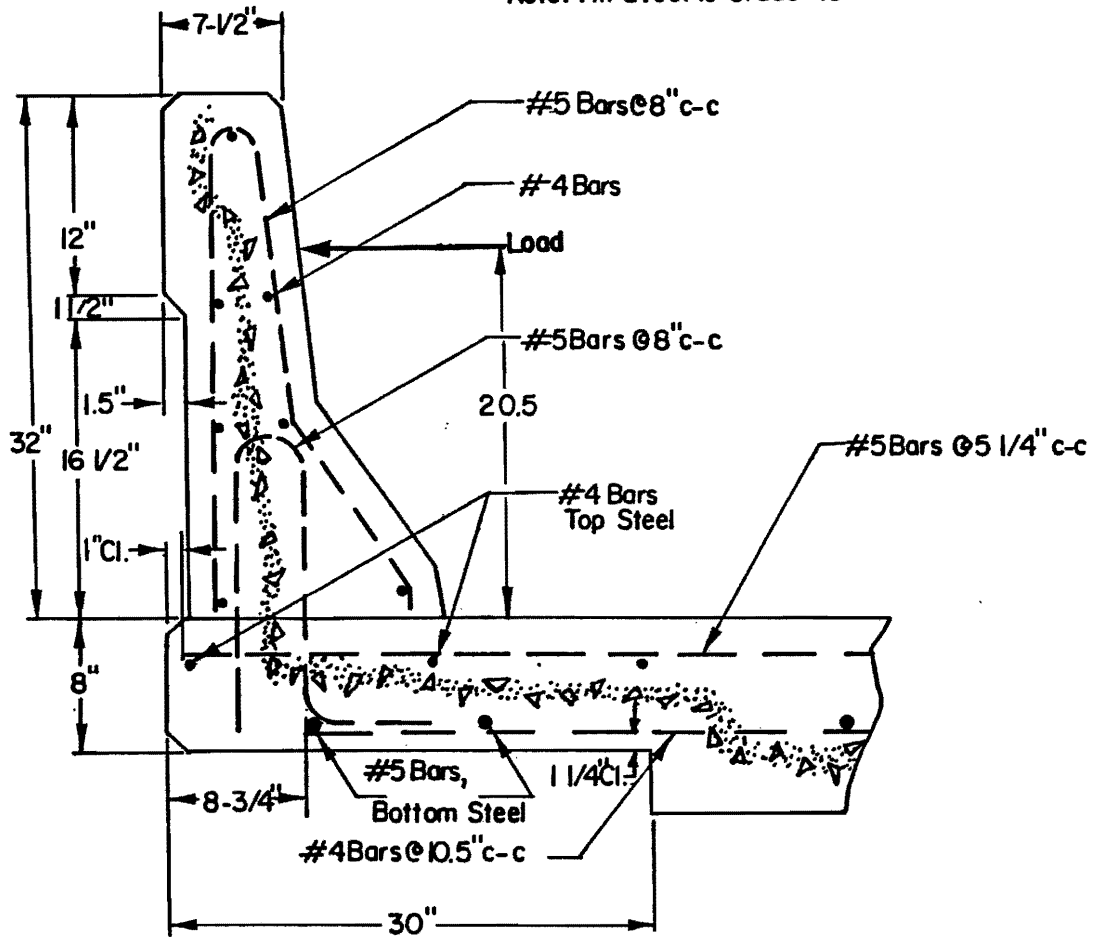 7-1/2"
#5 Bars @ 8" c-c
#4 Bars
Load
12"
1 1/2"
#5 Bars @ 8" c-c
1.5"
20.5
32"
16 1/2"
#5 Bars @ 5 1/4" c-c
#4 Bars
Top Steel
1" Cl.
8"
#5 Bars,
Bottom Steel
1 1/4" Cl.
8-3/4"
#4 Bars @ 10.5" c-c
30"